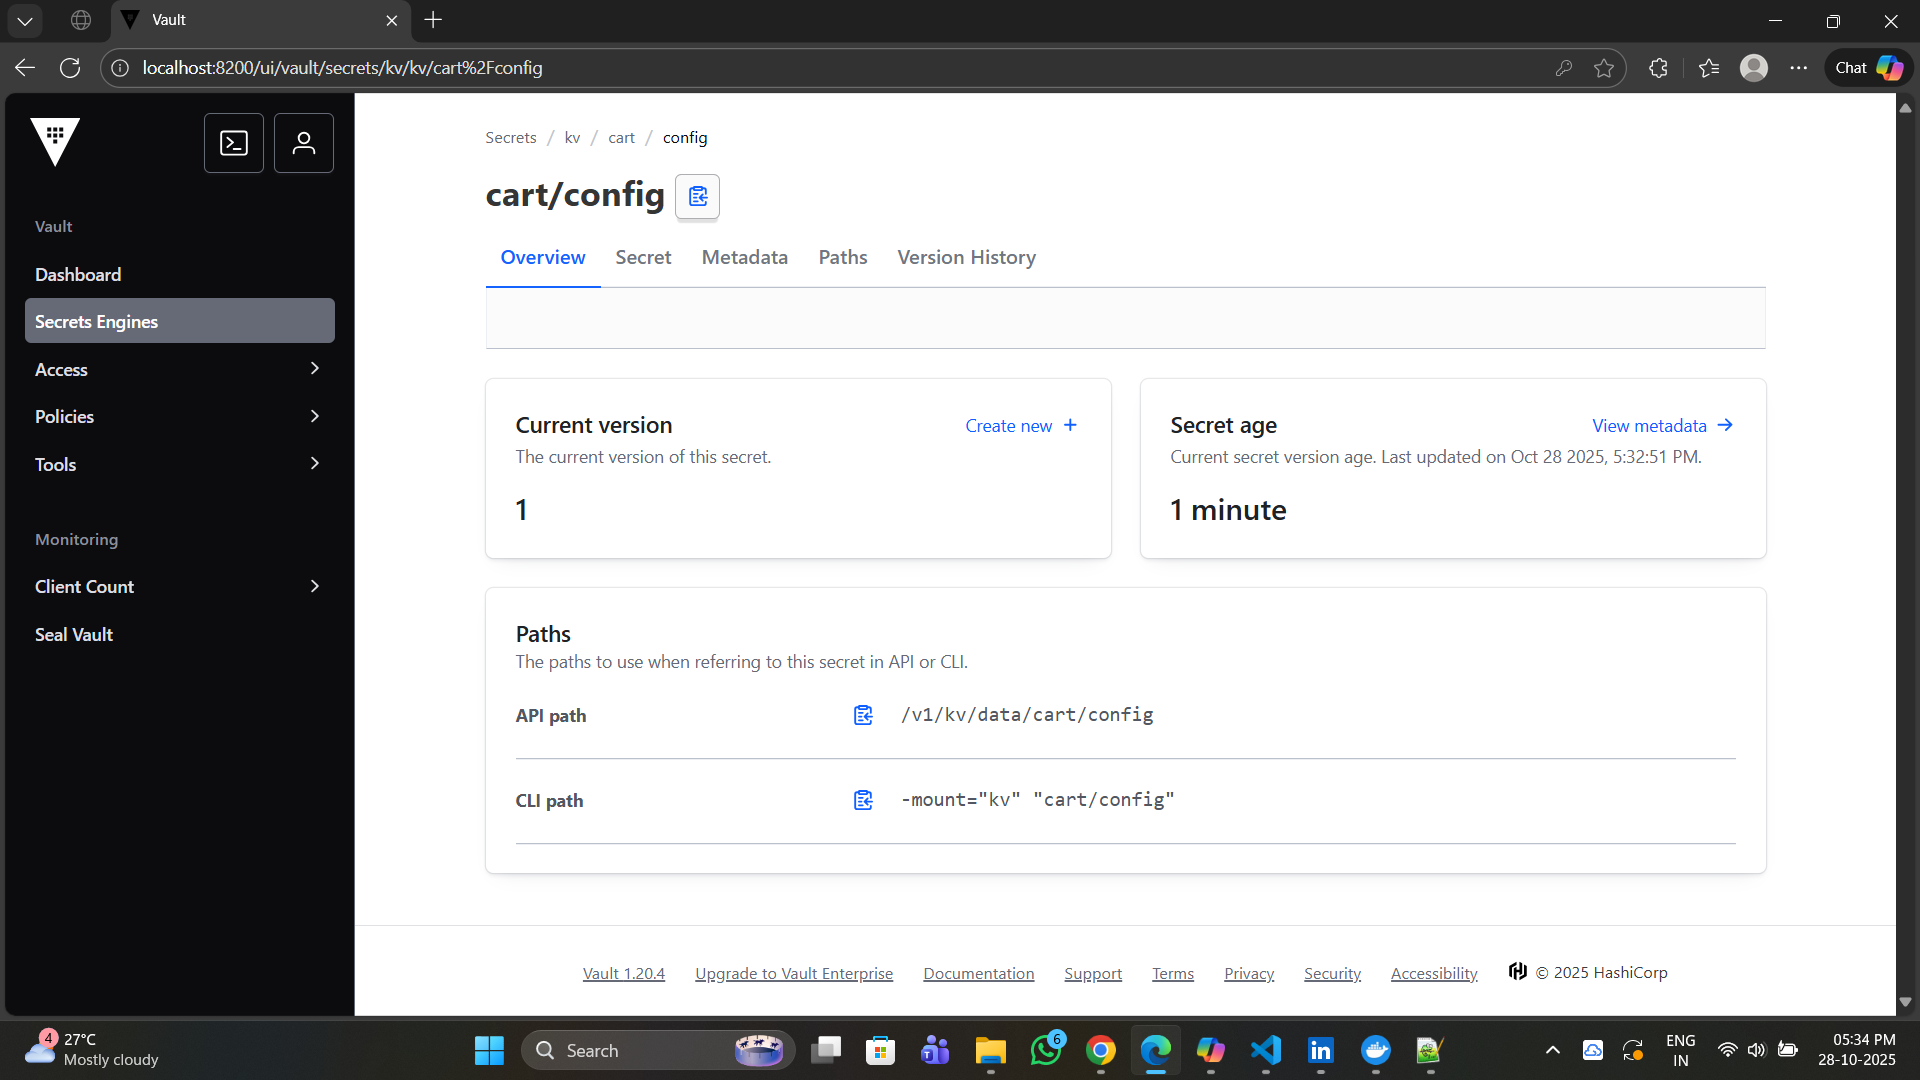 Vault
localhost:8200/ui/vault/secrets/kv/kv/cart%2Fconfig
Chat
Vault
Dashboard
Secrets Engines
Access
Policies
Tools
Monitoring
Client Count
Seal Vault
Secrets / kv / cart / config
cart/config
Overview Secret Metadata Paths Version History
Current version
Create new +
The current version of this secret.
1
Secret age
View metadata →
Current secret version age. Last updated on Oct 28 2025, 5:32:51 PM.
1 minute
Paths
The paths to use when referring to this secret in API or CLI.
API path /v1/kv/data/cart/config
CLI path -mount="kv" "cart/config"
Vault 1.20.4 Upgrade to Vault Enterprise Documentation Support Terms Privacy Security Accessibility © 2025 HashiCorp
4
27°C
Mostly cloudy
Search
6
in
ENG
IN
05:34 PM
28-10-2025